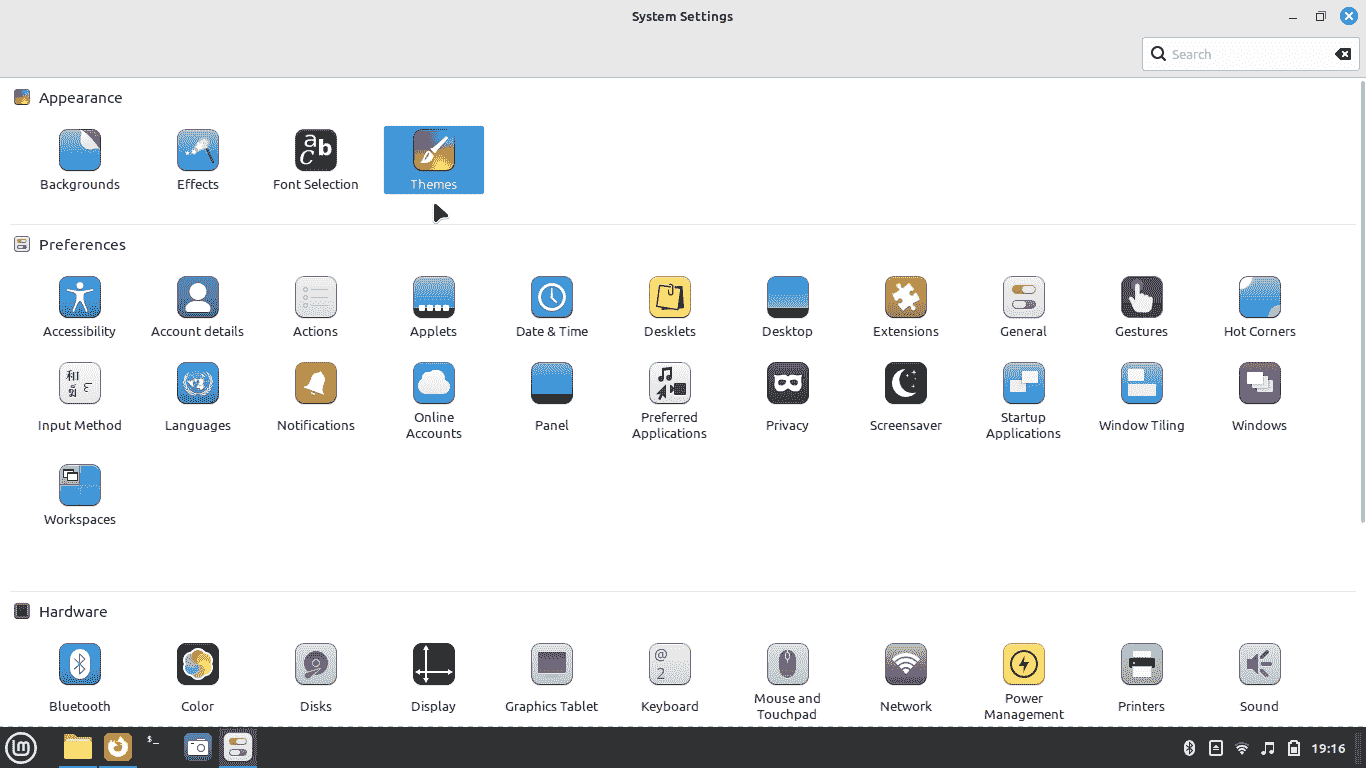 System Settings
Search
Appearance
Backgrounds
Effects
Font Selection
Themes
Preferences
Accessibility
Account details
Actions
Applets
Date & Time
Desklets
Desktop
Extensions
General
Gestures
Hot Corners
Input Method
Languages
Notifications
Online
Accounts
Panel
Preferred
Applications
Privacy
Screensaver
Startup
Applications
Window Tiling
Windows
Workspaces
Hardware
Bluetooth
Color
Disks
Display
Graphics Tablet
Keyboard
Mouse and
Touchpad
Network
Power
Management
Printers
Sound
19:16